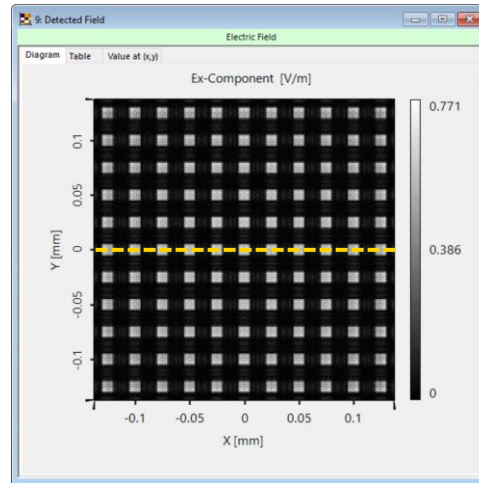 9: Detected Field
Electric Field
Diagram Table Value at (x,y)
Ex-Component [V/m]
0.771
0.386
0
0.1
0.05
0
-0.05
-0.1
Y [mm]
-0.1 -0.05 0 0.05 0.1
X [mm]